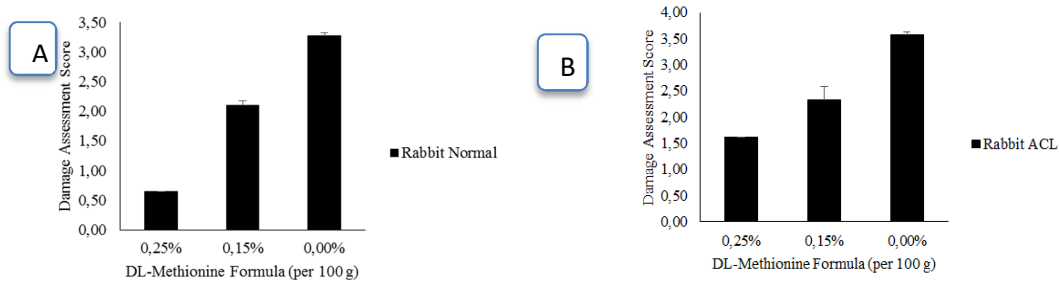 A
Damage Assessment Score
3,50
3,00
2,50
2,00
1,50
1,00
0,50
0,00
0,25%
0,15%
0,00%
DL-Methionine Formula (per 100 g)
Rabbit Normal
B
Damage Assessment Score
4,00
3,50
3,00
2,50
2,00
1,50
1,00
0,50
0,00
0,25%
0,15%
0,00%
DL-Methionine Formula (per 100 g)
Rabbit ACL